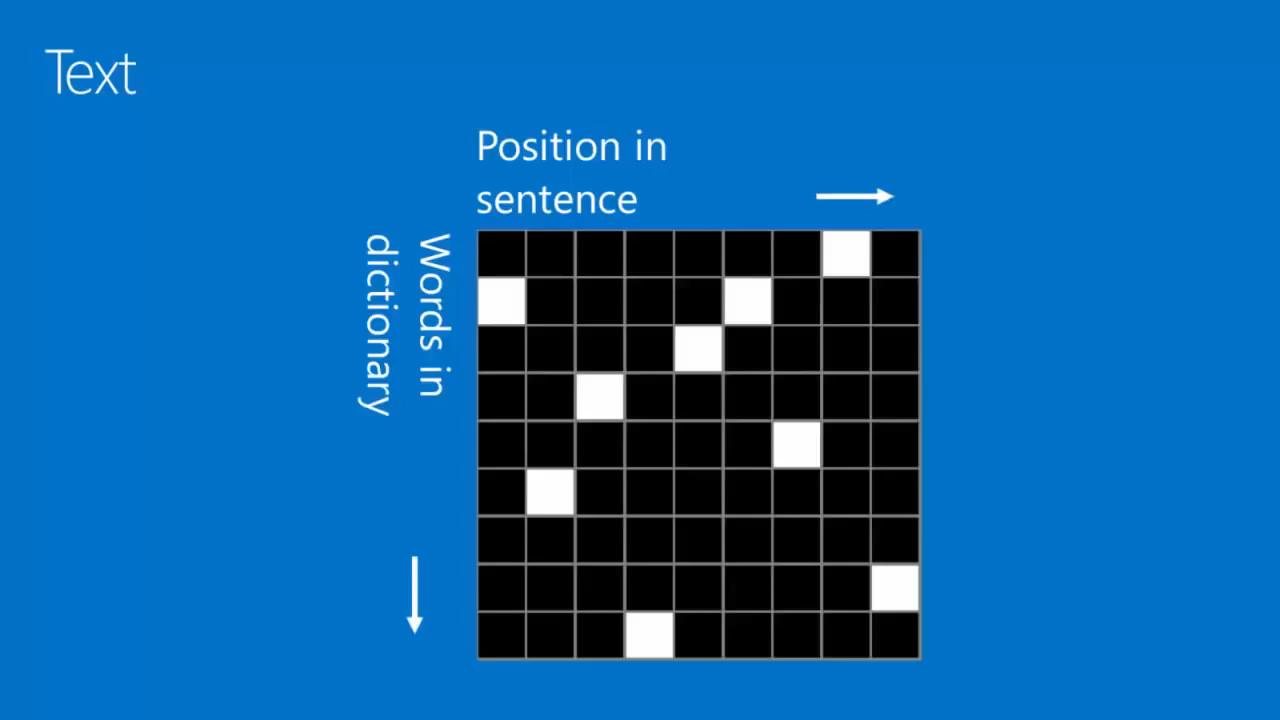 Text
Position in
sentence
Words in
dictionary